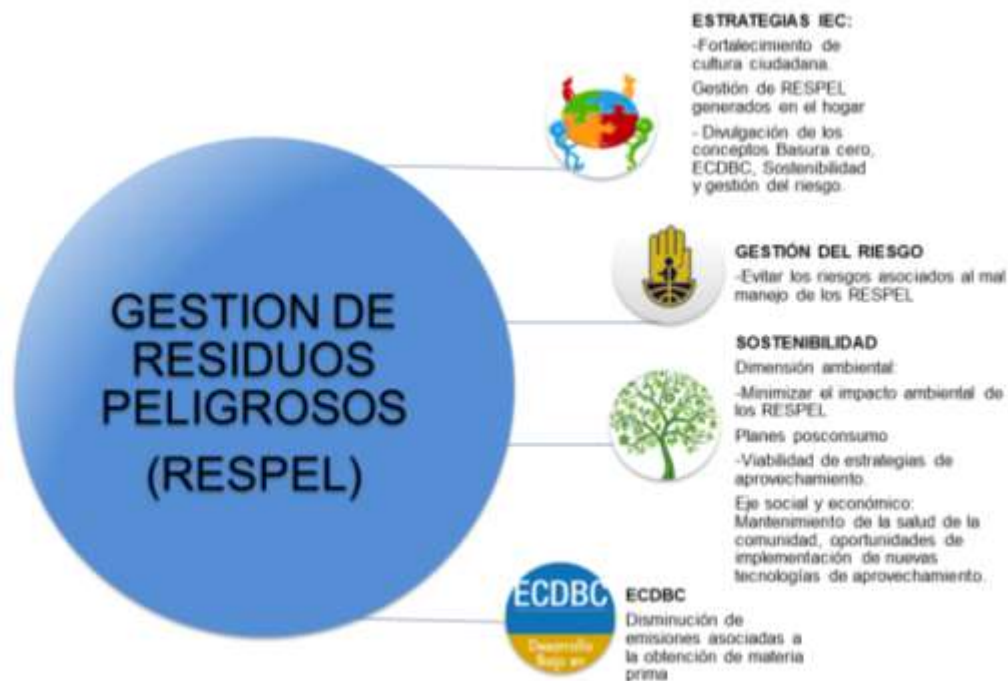 GESTION DE
RESIDUOS
PELIGROSOS
(RESPEL)
ESTRATEGIAS IEC:
-Fortalecimiento de
cultura ciudadana.
Gestión de RESPEL
generados en el hogar
- Divulgación de los
conceptos Basura cero,
ECDBC, Sostenibilidad
y gestión del riesgo.
GESTIÓN DEL RIESGO
-Evitar los riesgos asociados al mal
manejo de los RESPEL
SOSTENIBILIDAD
Dimensión ambiental:
-Minimizar el impacto ambiental de
los RESPEL
Planes posconsumo
-Viabilidad de estrategias de
aprovechamiento.
Eje social y económico:
Mantenimiento de la salud de la
comunidad, oportunidades de
implementación de nuevas
tecnologías de aprovechamiento.
ECDBC
Desarrollo
Bajo en
ECDBC
Disminución de
emisiones asociadas a
la obtención de materia
prima